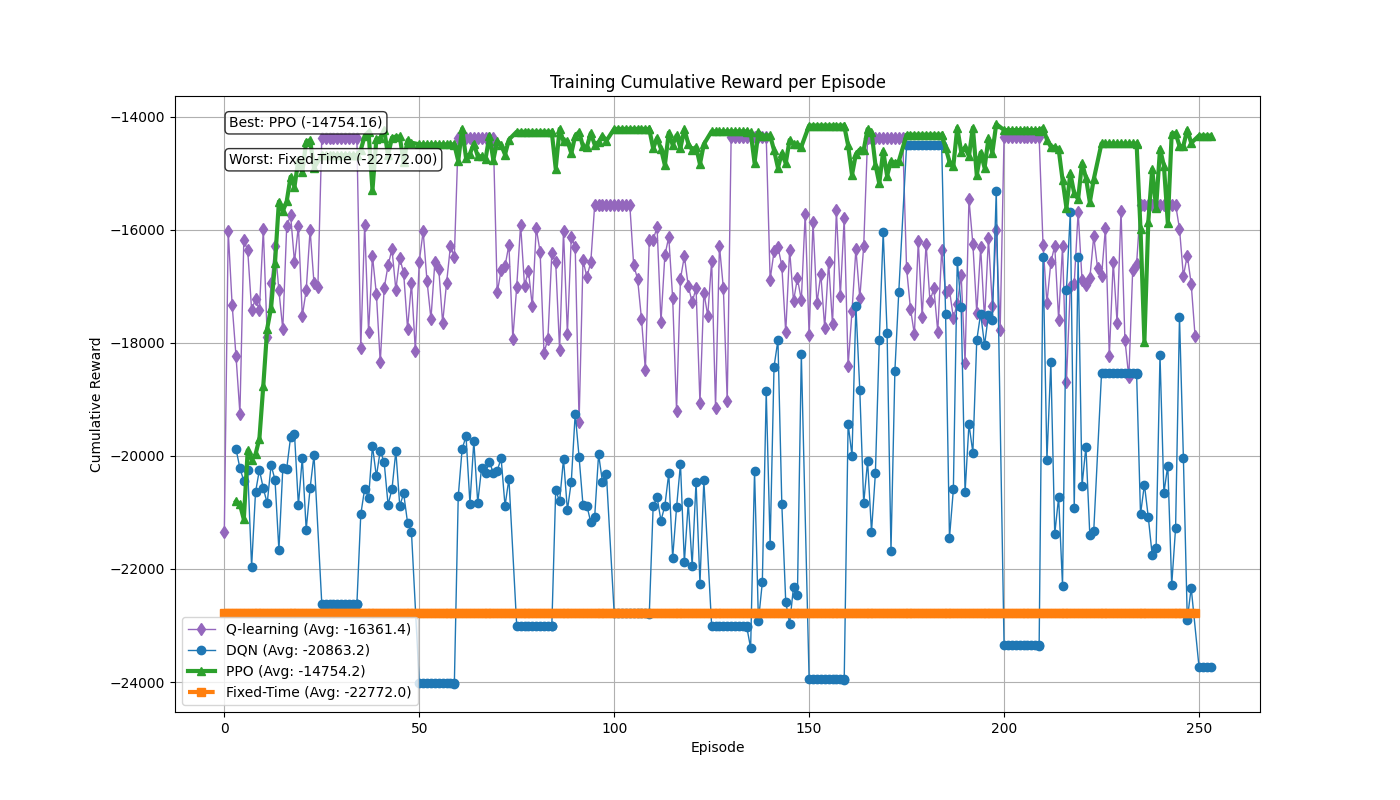 Training Cumulative Reward per Episode
Cumulative Reward
−14000
−16000
−18000
−20000
−22000
−24000
Best: PPO (-14754.16)
Worst: Fixed-Time (-22772.00)
Q-learning (Avg: -16361.4)
DQN (Avg: -20863.2)
PPO (Avg: -14754.2)
Fixed-Time (Avg: -22772.0)
0 50 100 150 200 250
Episode